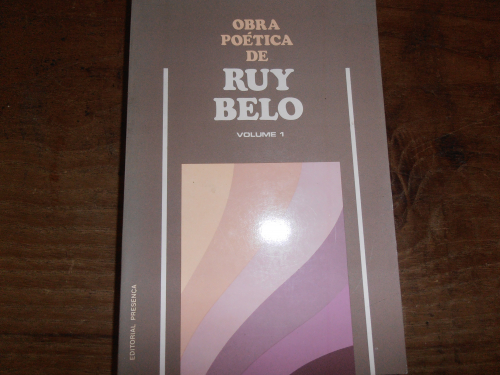 OBRA
POÉTICA
DE
RUY
BELO
VOLUME 1
EDITORIAL PRESENÇA